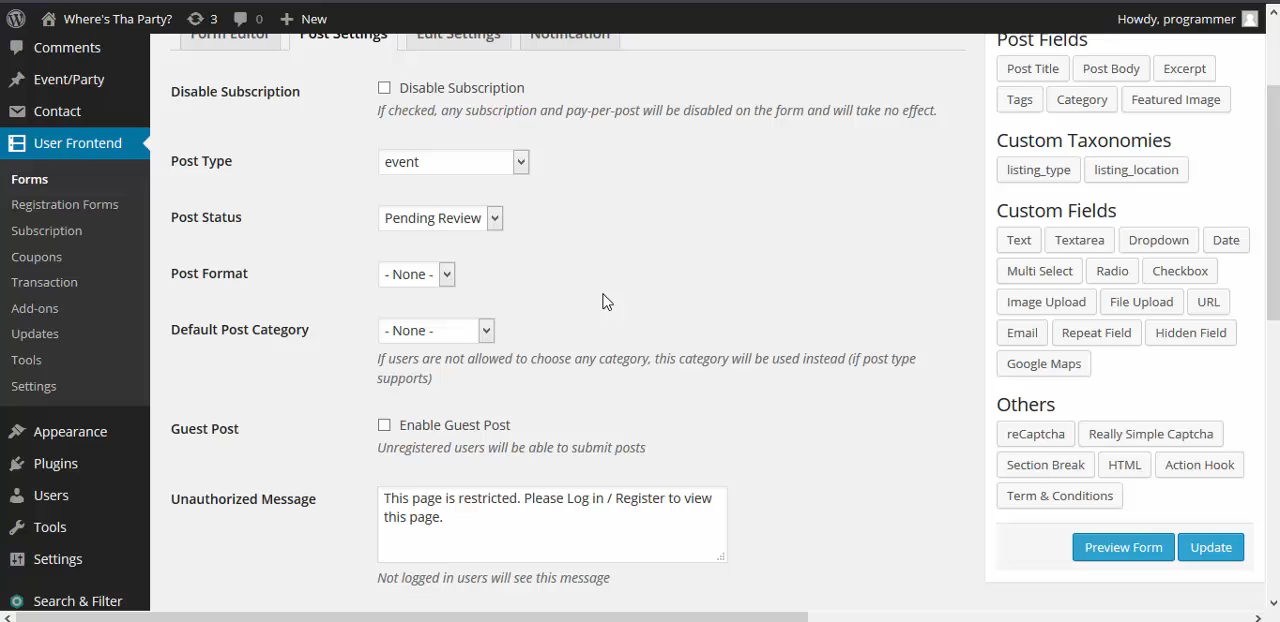 Where's Tha Party? 3 0 New Howdy, programmer
Comments
Event/Party
Contact
User Frontend
Forms
Registration Forms
Subscription
Coupons
Transaction
Add-ons
Updates
Tools
Settings
Appearance
Plugins
Users
Tools
Settings
Search & Filter
Form Editor Post Settings Edit Settings Notification
Disable Subscription Disable Subscription
If checked, any subscription and pay-per-post will be disabled on the form and will take no effect.
Post Type event
Post Status Pending Review
Post Format - None -
Default Post Category - None -
If users are not allowed to choose any category, this category will be used instead (if post type
supports)
Guest Post Enable Guest Post
Unregistered users will be able to submit posts
Unauthorized Message This page is restricted. Please Log in / Register to view
this page.
Not logged in users will see this message
Post Fields
Post Title Post Body Excerpt
Tags Category Featured Image
Custom Taxonomies
listing_type listing_location
Custom Fields
Text Textarea Dropdown Date
Multi Select Radio Checkbox
Image Upload File Upload URL
Email Repeat Field Hidden Field
Google Maps
Others
reCaptcha Really Simple Captcha
Section Break HTML Action Hook
Term & Conditions
Preview Form Update